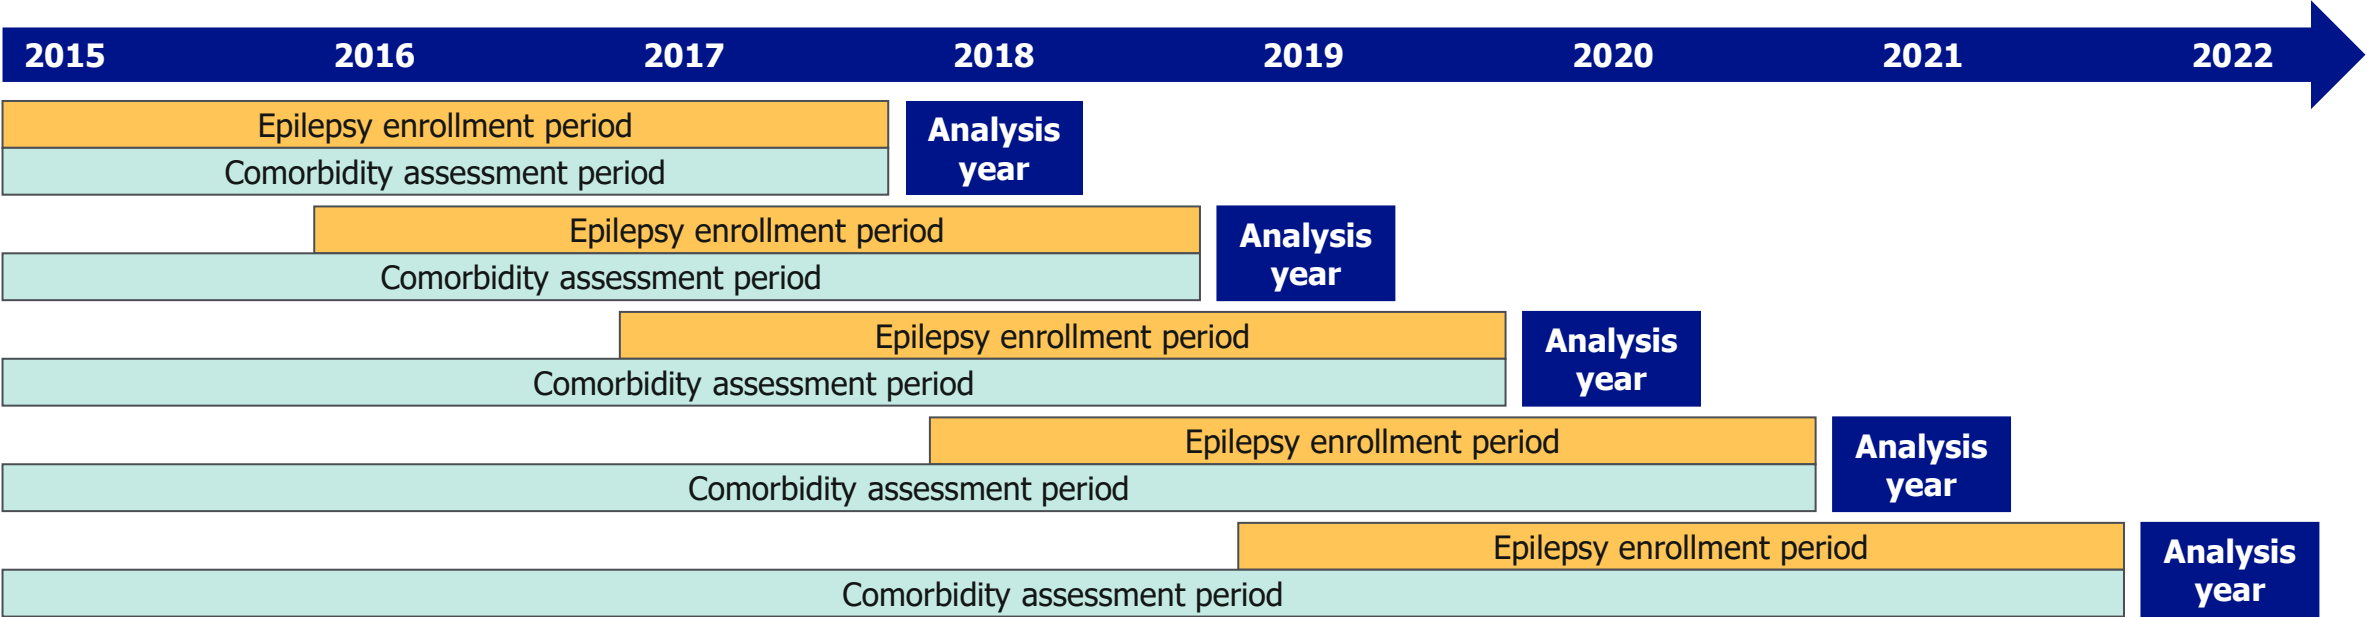 2015 2016 2017 2018 2019 2020 2021 2022
Epilepsy enrollment period
Comorbidity assessment period
Analysis
year
Epilepsy enrollment period
Comorbidity assessment period
Analysis
year
Epilepsy enrollment period
Comorbidity assessment period
Analysis
year
Epilepsy enrollment period
Comorbidity assessment period
Analysis
year
Epilepsy enrollment period
Comorbidity assessment period
Analysis
year